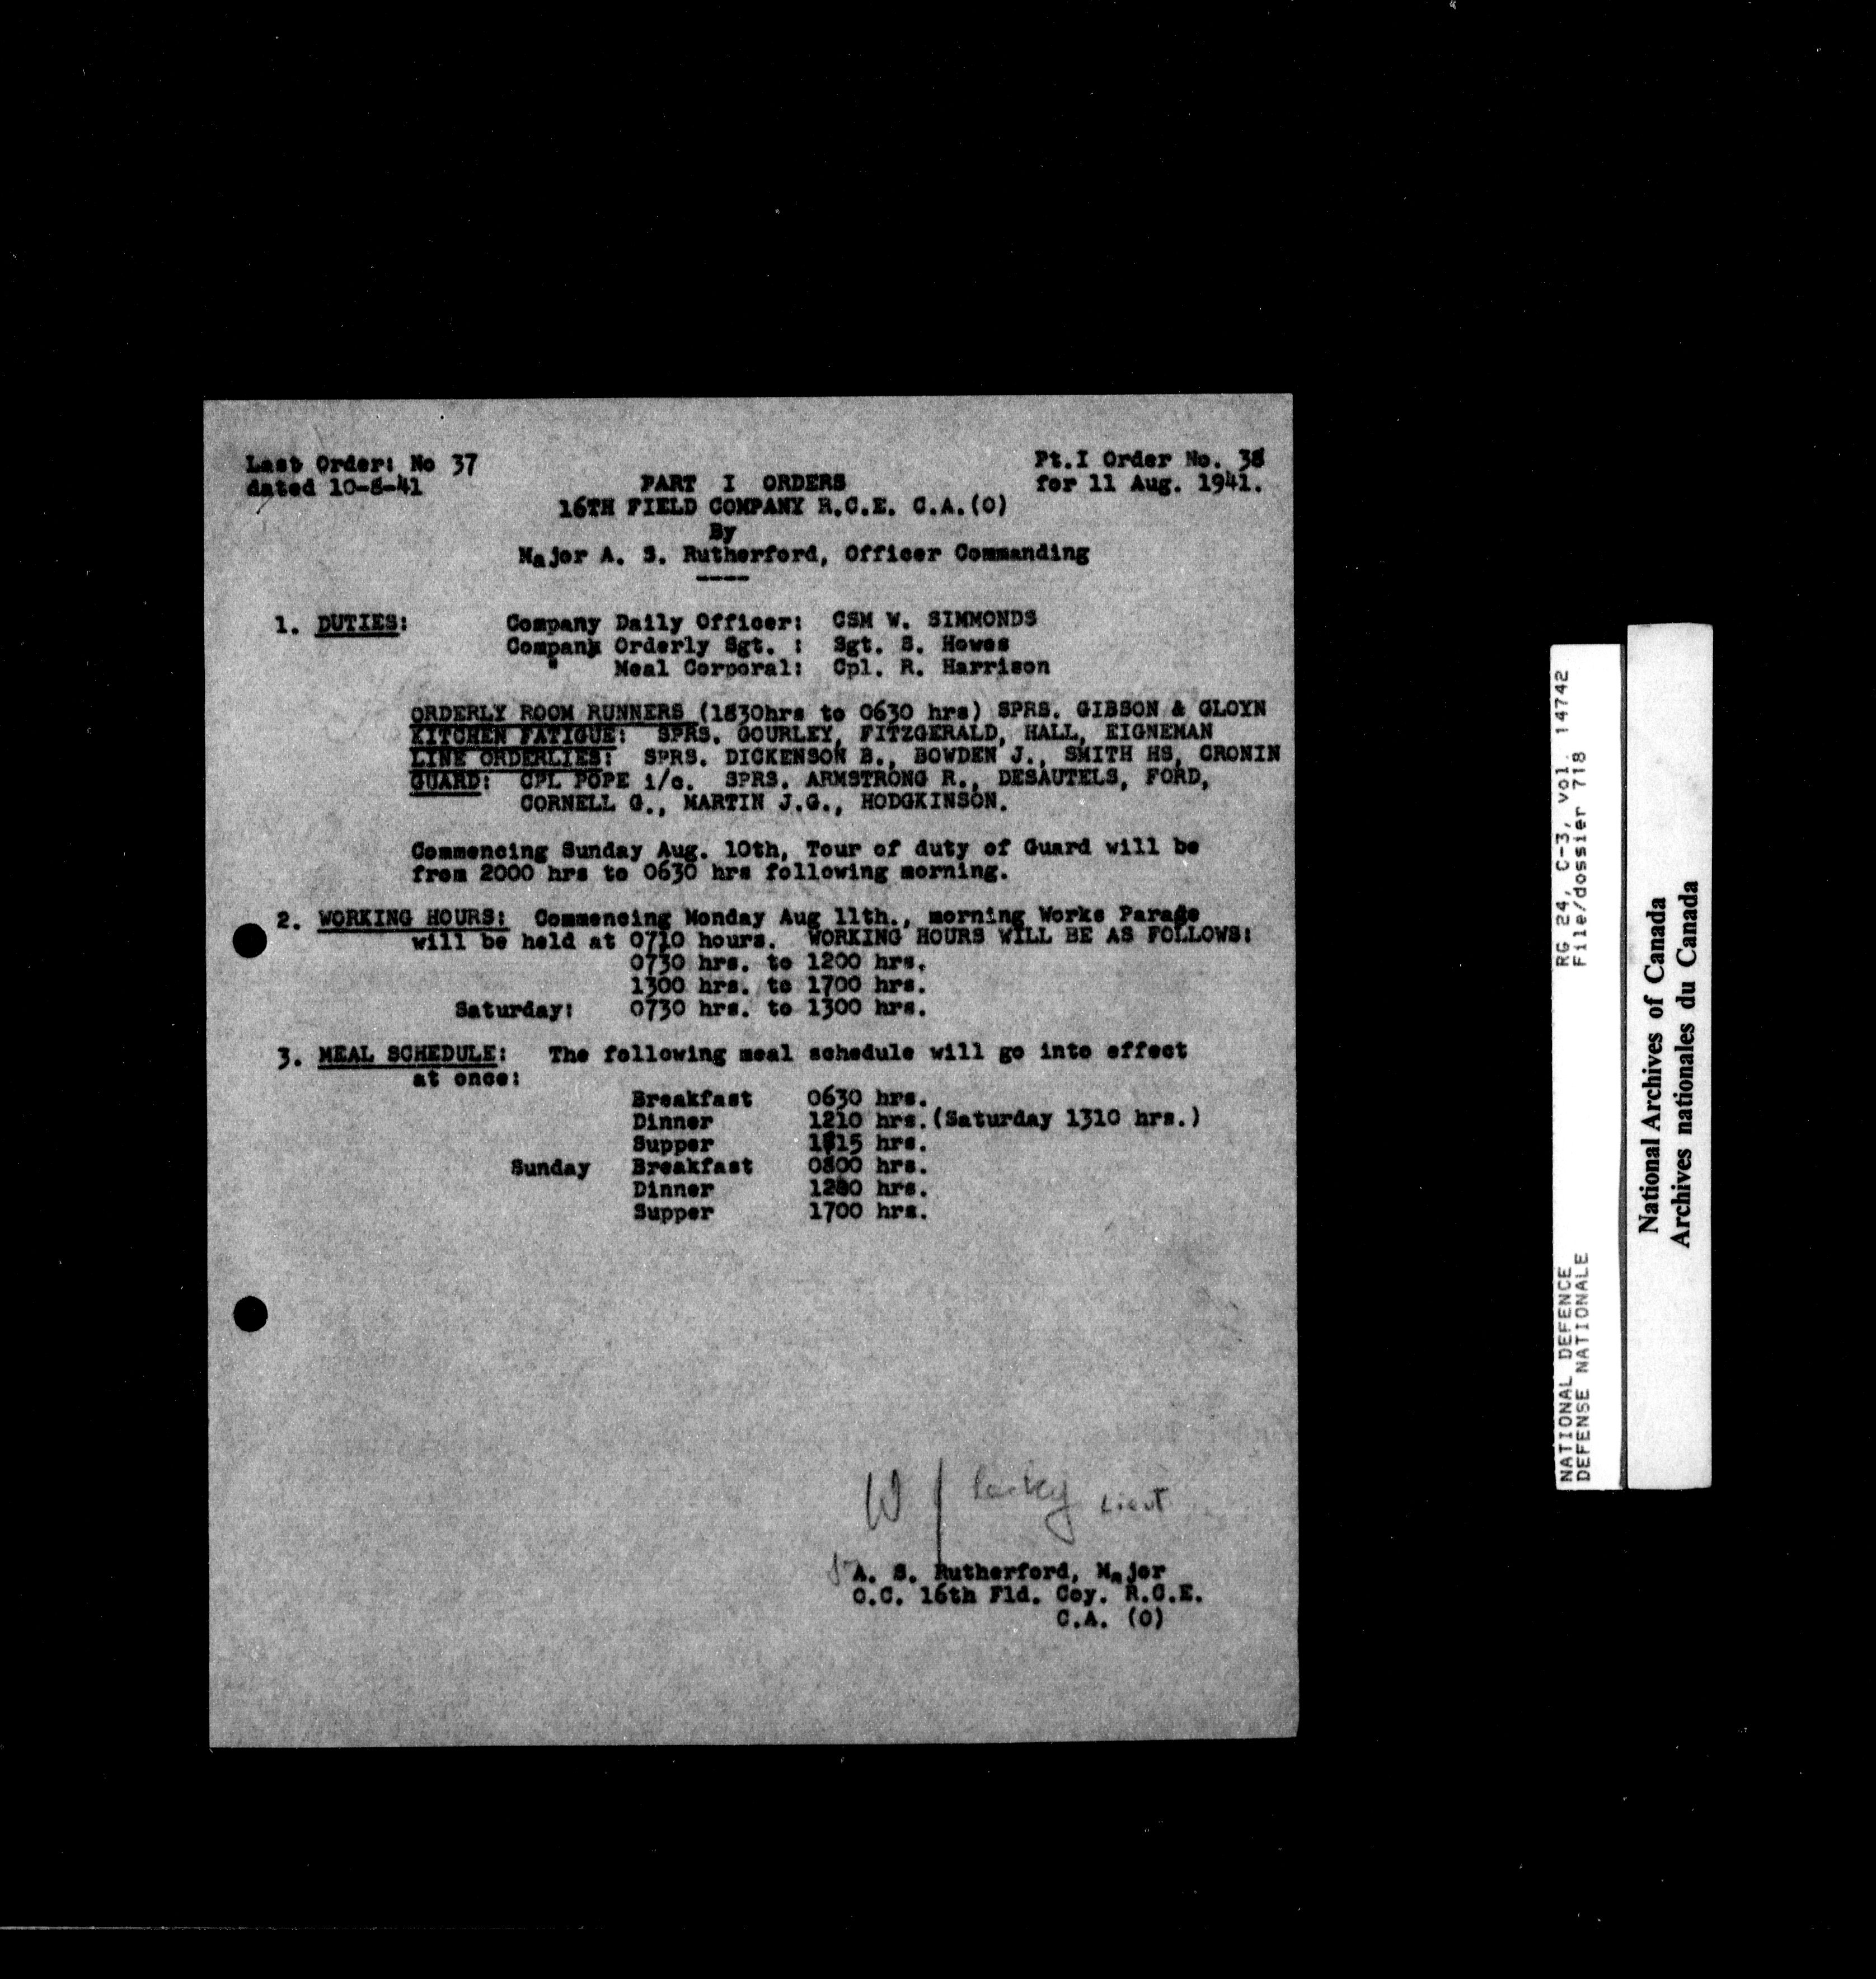 Last Order: No 37
dated 10-8-41
Pt.I Order No. 38
for 11 Aug. 1941.
PART I ORDERS
16TH FIELD COMPANY R.C.E. C.A.(O)
By
Major A. S. Rutherford, Officer Commanding
1. DUTIES: Company Daily Officer: CSM W. SIMMONDS
Company Orderly Sgt. : Sgt. S. Howes
" Meal Corporal: Cpl. R. Harrison
ORDERLY ROOM RUNNERS (1830hrs to 0630 hrs) SPRS. GIBSON & GLOYN
KITCHEN FATIGUE: SPRS. GOURLEY, FITZGERALD, HALL, EIGNEMAN
LINE ORDERLIES: SPRS. DICKENSON B., BOWDEN J., SMITH HS, CRONIN
GUARD: CPL POPE i/c. SPRS. ARMSTRONG R., DESAUTELS, FORD,
CORNELL G., MARTIN J.G., HODGKINSON.
Commencing Sunday Aug. 10th, Tour of duty of Guard will be
from 2000 hrs to 0630 hrs following morning.
2. WORKING HOURS: Commencing Monday Aug 11th., morning Works Parade
will be held at 0710 hours. WORKING HOURS WILL BE AS FOLLOWS:
0730 hrs. to 1200 hrs.
1300 hrs. to 1700 hrs.
Saturday: 0730 hrs. to 1300 hrs.
3. MEAL SCHEDULE: The following meal schedule will go into effect
at once:
Breakfast 0630 hrs.
Dinner 1210 hrs.(Saturday 1310 hrs.)
Supper hrs.
Sunday Breakfast 0800 hrs.
Dinner hrs.
Supper 1700 hrs.
W Lieut
A. S. Rutherford, Major
O.C. 16th Fld. Coy. R.C.E.
C.A. (O)
NATIONAL DEFENCE RG 24, C-3, vol. 14742
DEFENSE NATIONALE File/dossier 718
National Archives of Canada
Archives nationales du Canada